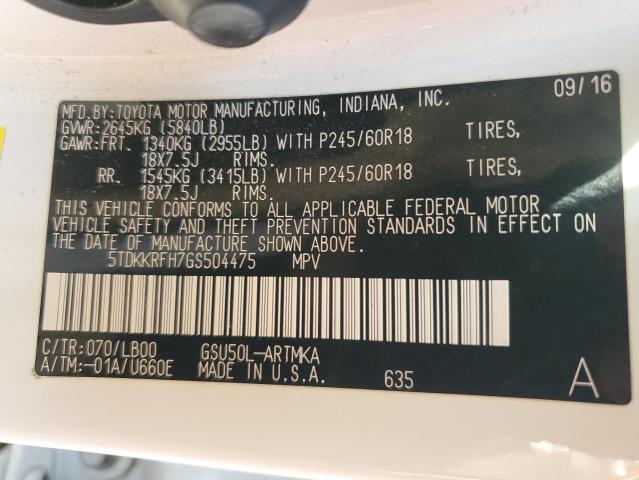 09/16
MFD.BY:TOYOTA MOTOR MANUFACTURING, INDIANA, INC.
GVWR:2645KG (5840LB)
GAWR:FRT. 1340KG (2955LB) WITH P245/60R18 TIRES,
18X7.5J RIMS.
RR. 1545KG (3415LB) WITH P245/60R18 TIRES,
18X7.5J RIMS.
THIS VEHICLE CONFORMS TO ALL APPLICABLE FEDERAL MOTOR
VEHICLE SAFETY AND THEFT PREVENTION STANDARDS IN EFFECT ON
THE DATE OF MANUFACTURE SHOWN ABOVE.
5TDKKRFH7GS504475 MPV
C/TR:070/LB00 GSU50L-ARTMKA
A/TM:-01A/U660E MADE IN U.S.A. 635 A